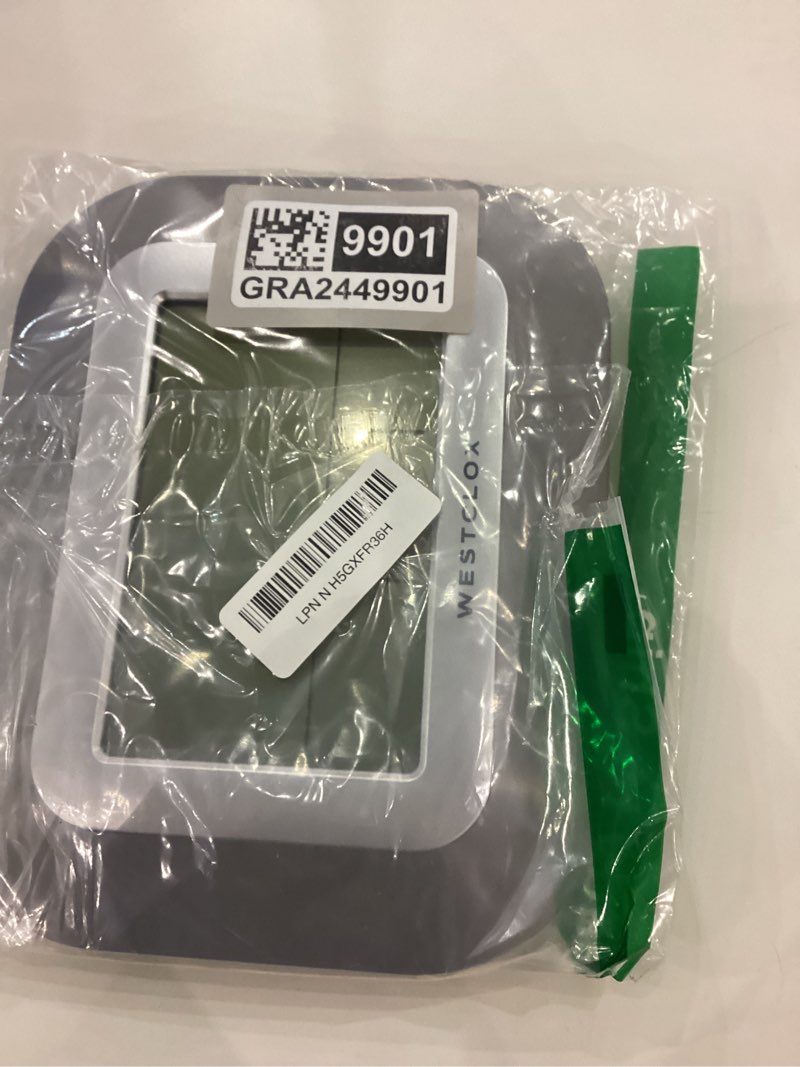 9901
GRA2449901
WESTCLOX
LPN N H5GXFR36H